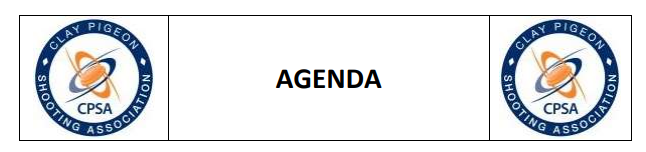 CLAY PIGEON SHOOTING ASSOCIATION
CPSA
AGENDA
CLAY PIGEON SHOOTING ASSOCIATION
CPSA